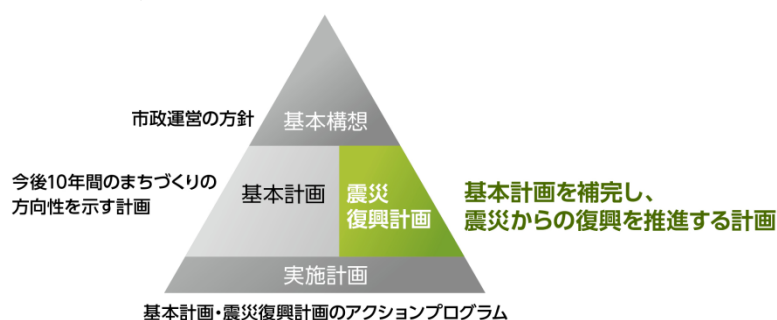 市政運営の方針
基本構想
今後10年間のまちづくりの
方向性を示す計画
基本計画
震災
復興計画
基本計画を補完し、
震災からの復興を推進する計画
実施計画
基本計画・震災復興計画のアクションプログラム